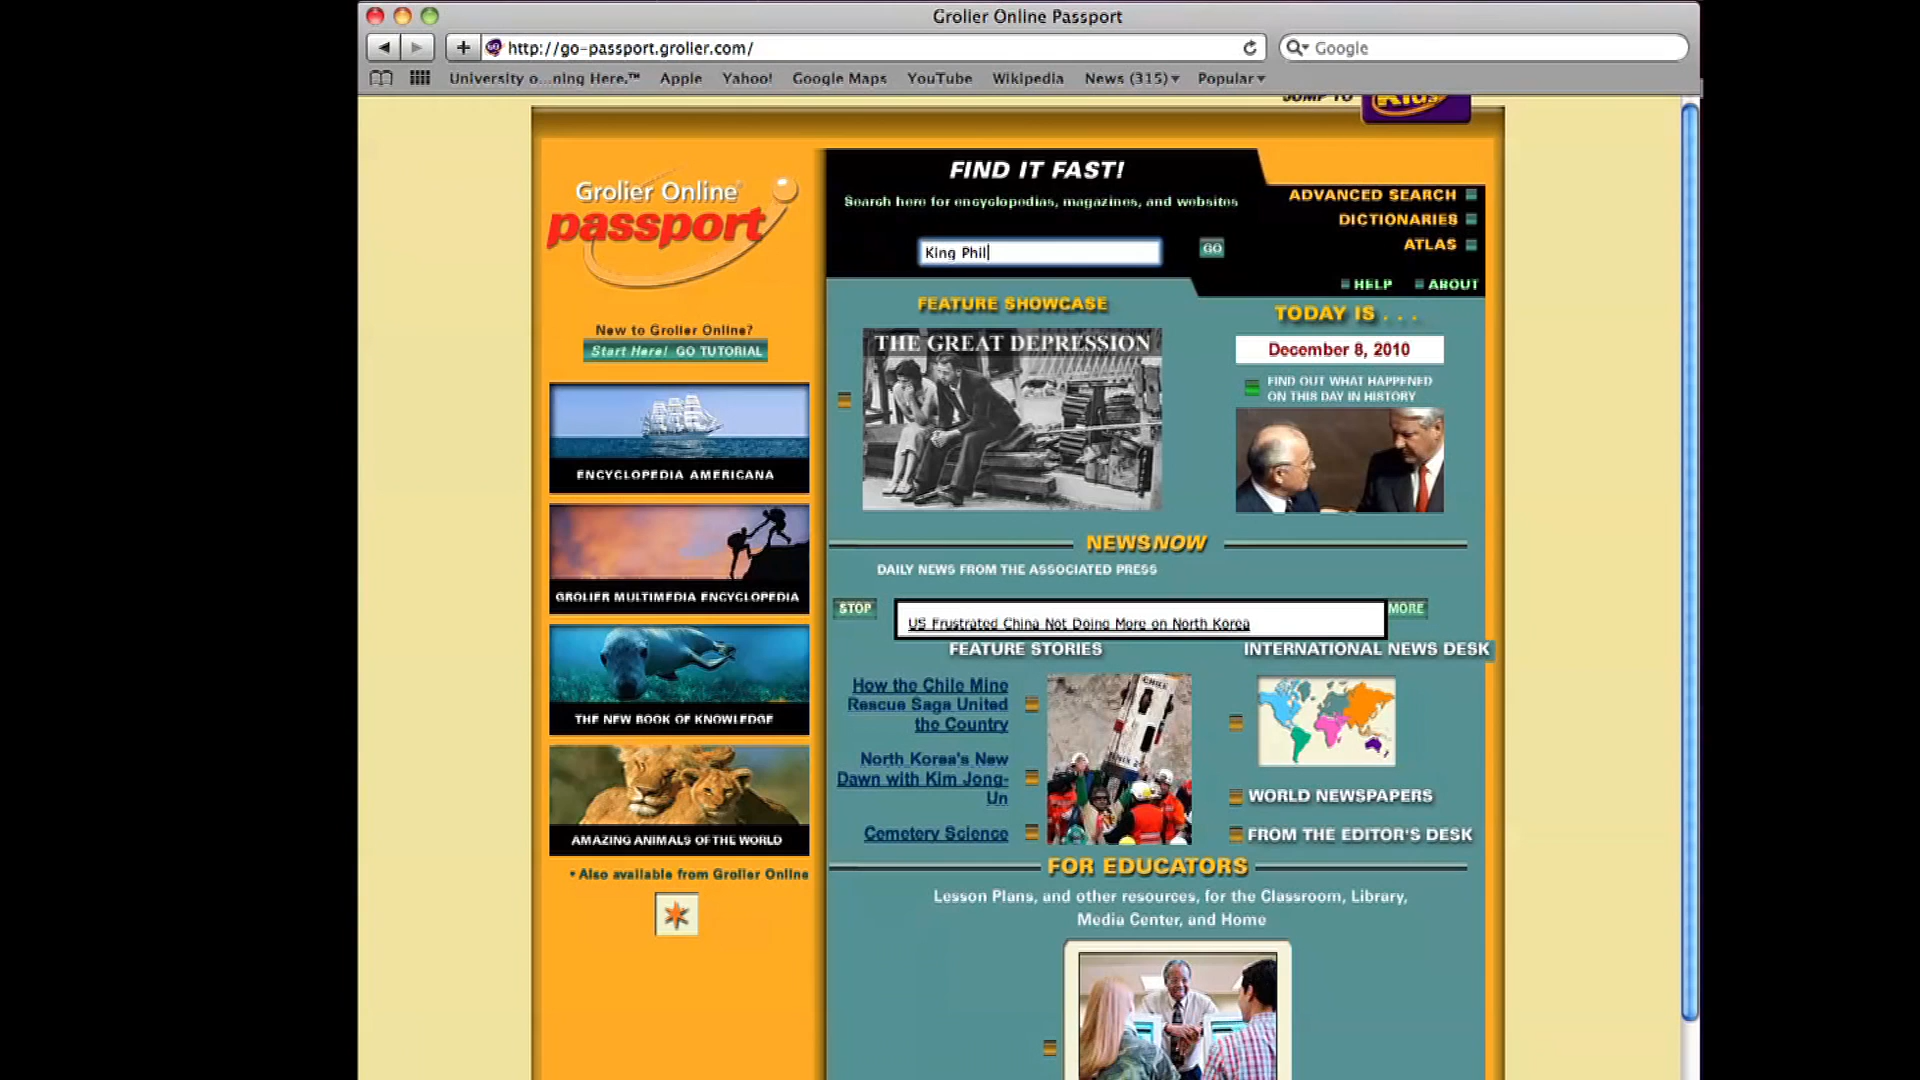 Grolier Online Passport
http://go-passport.grolier.com/
Google
University o...ning Here.™ Apple Yahoo! Google Maps YouTube Wikipedia News (315) Popular
JUMP TO
Kids
Grolier Online
passport
New to Grolier Online?
Start Here! GO TUTORIAL
ENCYCLOPEDIA AMERICANA
GROLIER MULTIMEDIA ENCYCLOPEDIA
THE NEW BOOK OF KNOWLEDGE
AMAZING ANIMALS OF THE WORLD
• Also available from Grolier Online
FIND IT FAST!
Search here for encyclopedias, magazines, and websites
King Phil
GO
ADVANCED SEARCH
DICTIONARIES
ATLAS
HELP ABOUT
FEATURE SHOWCASE
THE GREAT DEPRESSION
TODAY IS . . .
December 8, 2010
FIND OUT WHAT HAPPENED
ON THIS DAY IN HISTORY
NEWSNOW
DAILY NEWS FROM THE ASSOCIATED PRESS
STOP
US Frustrated China Not Doing More on North Korea
MORE
FEATURE STORIES
How the Chile Mine
Rescue Saga United
the Country
North Korea's New
Dawn with Kim Jong-
Un
Cemetery Science
CHILE
INTERNATIONAL NEWS DESK
WORLD NEWSPAPERS
FROM THE EDITOR'S DESK
FOR EDUCATORS
Lesson Plans, and other resources, for the Classroom, Library,
Media Center, and Home